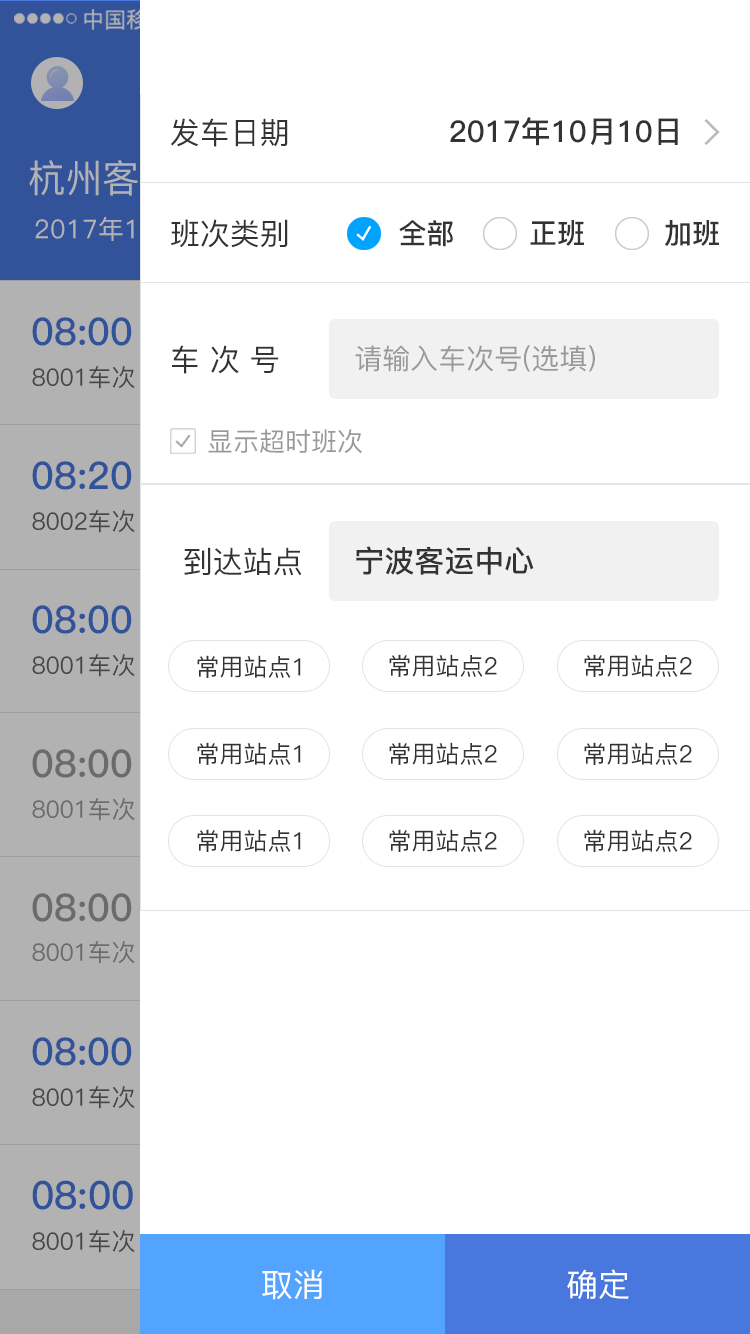 中国移
杭州客
2017年1
08:00
8001车次
08:20
8002车次
08:00
8001车次
08:00
8001车次
08:00
8001车次
08:00
8001车次
08:00
8001车次
发车日期 2017年10月10日
班次类别 全部 正班 加班
车次号 请输入车次号(选填)
显示超时班次
到达站点 宁波客运中心
常用站点1 常用站点2 常用站点2
常用站点1 常用站点2 常用站点2
常用站点1 常用站点2 常用站点2
取消 确定